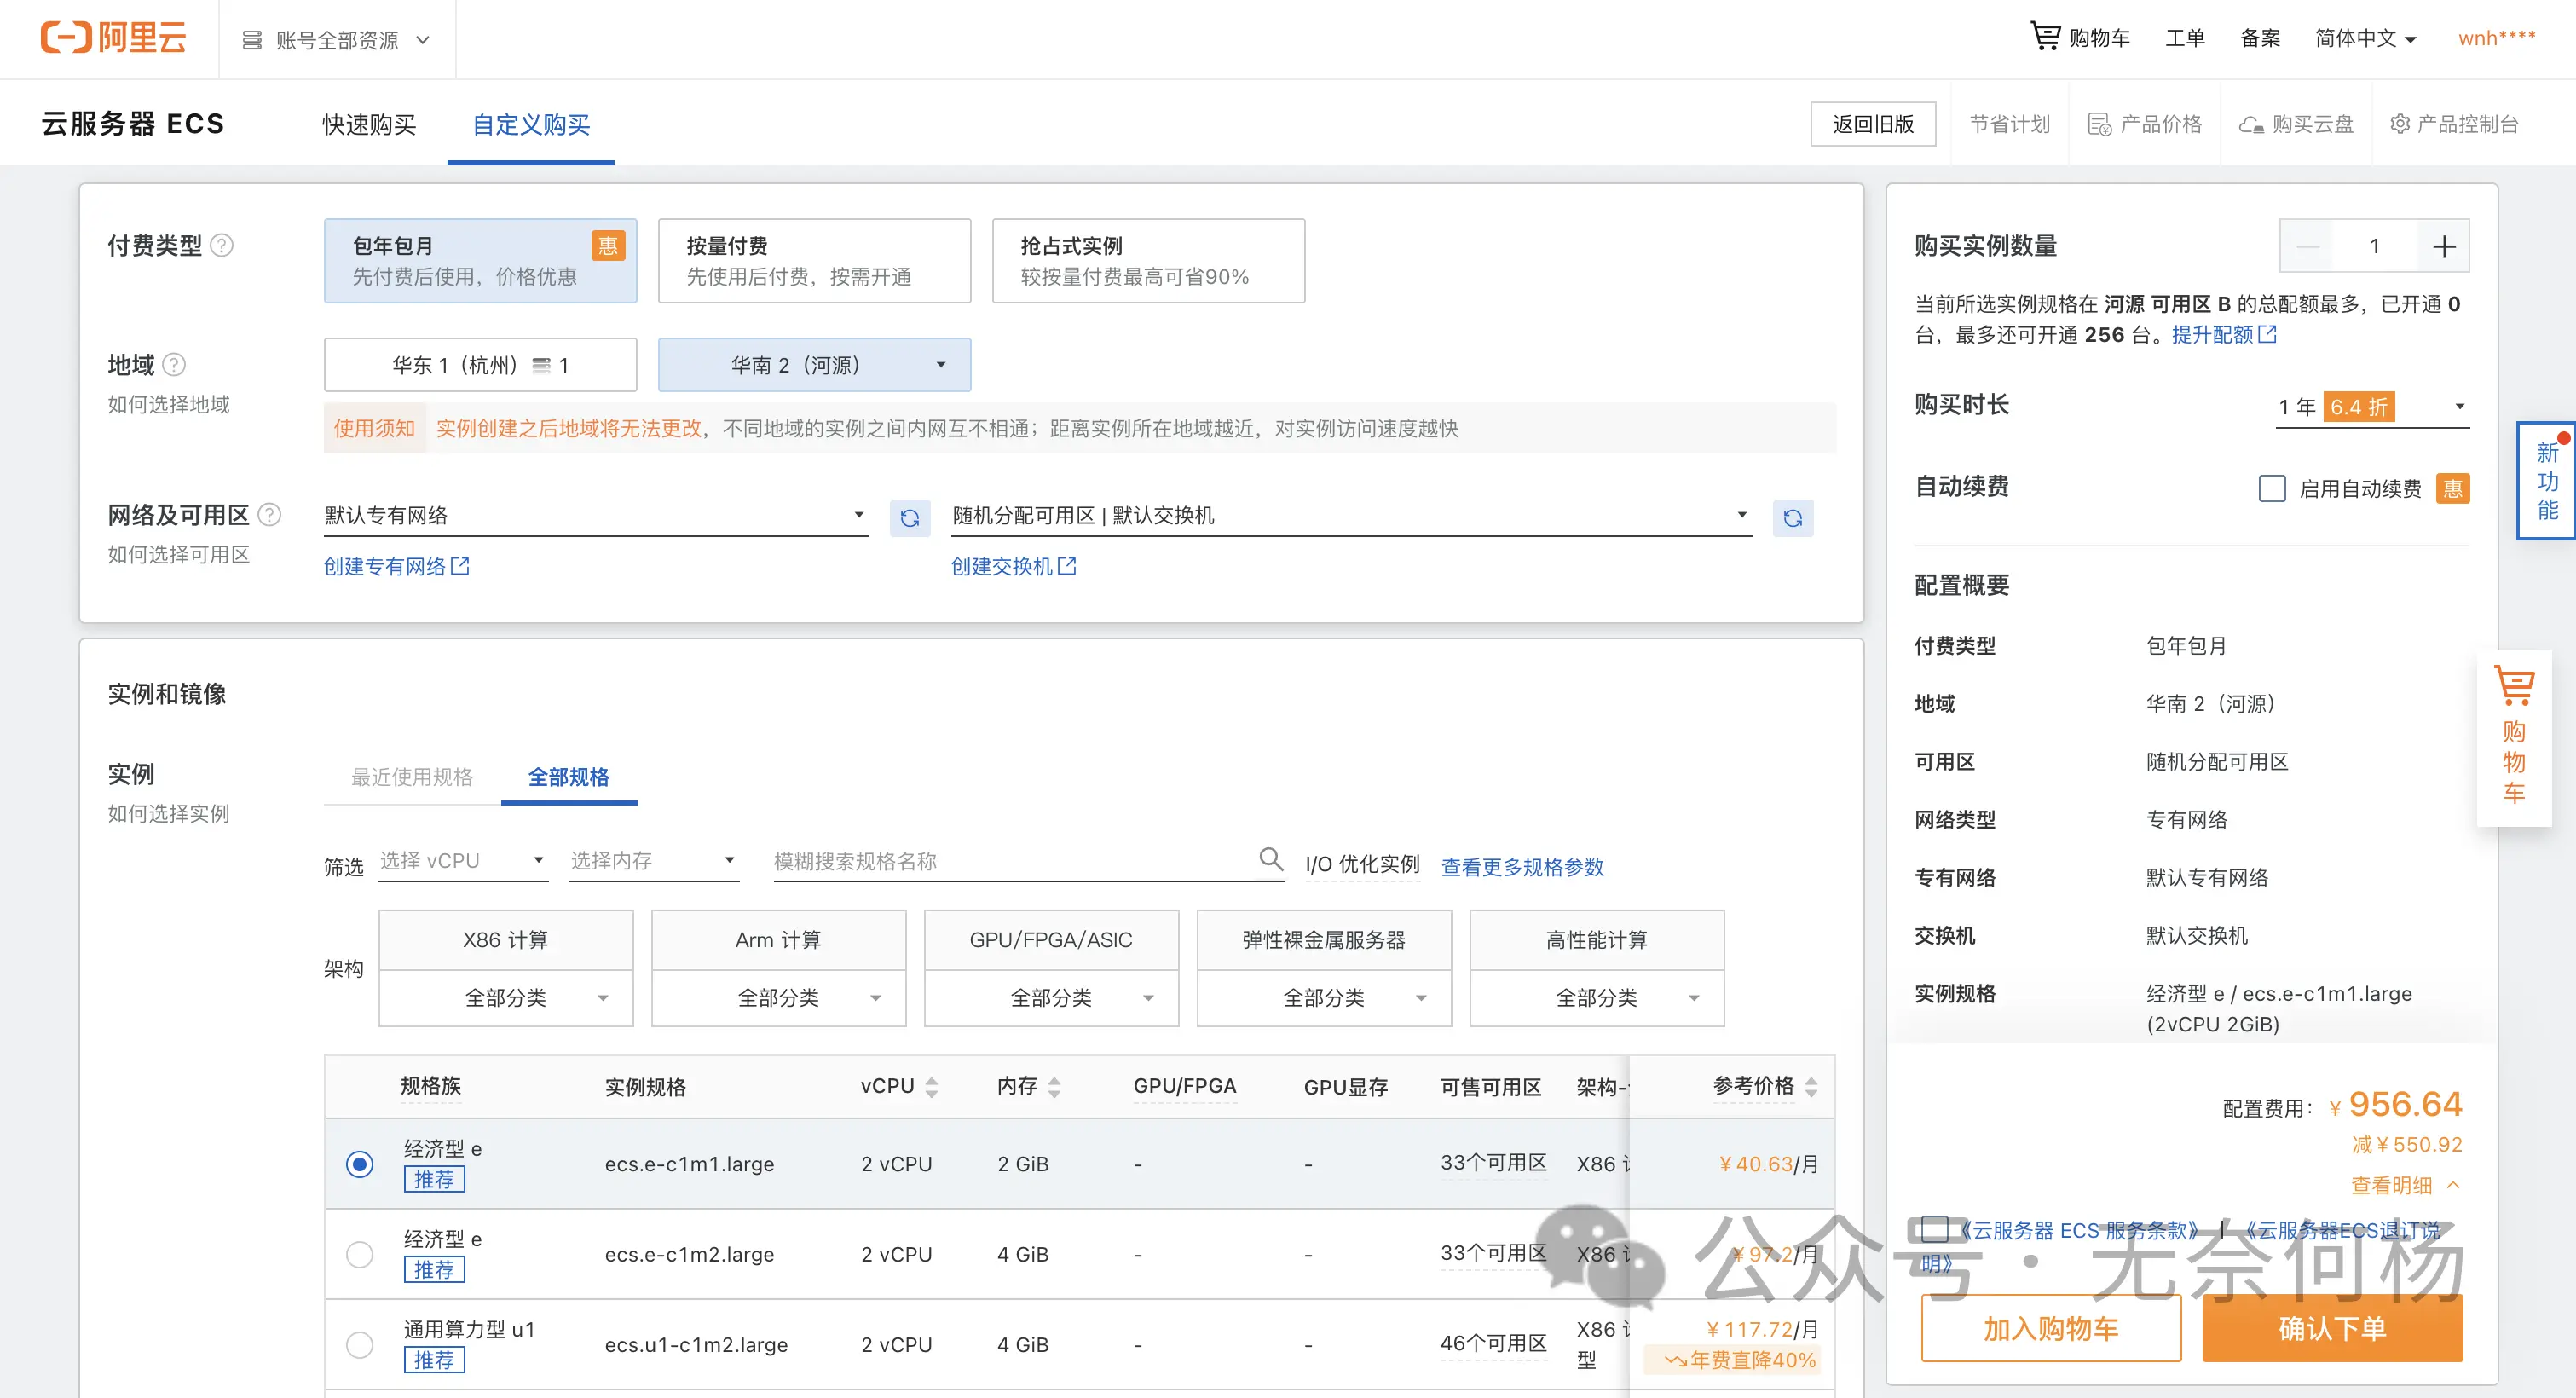 阿里云
账号全部资源
购物车
工单
备案
简体中文
wnh****
云服务器 ECS
快速购买
自定义购买
返回旧版
节省计划
产品价格
购买云盘
产品控制台
付费类型
包年包月 惠
先付费后使用，价格优惠
按量付费
先使用后付费，按需开通
抢占式实例
较按量付费最高可省90%
地域
如何选择地域
华东 1（杭州） 1
华南 2（河源）
使用须知 实例创建之后地域将无法更改，不同地域的实例之间内网互不相通；距离实例所在地域越近，对实例访问速度越快
网络及可用区
如何选择可用区
默认专有网络
随机分配可用区 | 默认交换机
创建专有网络
创建交换机
实例和镜像
实例
如何选择实例
最近使用规格
全部规格
筛选
选择 vCPU
选择内存
模糊搜索规格名称
I/O 优化实例
查看更多规格参数
架构
X86 计算
Arm 计算
GPU/FPGA/ASIC
弹性裸金属服务器
高性能计算
全部分类
全部分类
全部分类
全部分类
全部分类
规格族 实例规格 vCPU 内存 GPU/FPGA GPU显存 可售可用区 架构- 参考价格
经济型 e
推荐
ecs.e-c1m1.large 2 vCPU 2 GiB - - 33个可用区 X86 ¥40.63/月
经济型 e
推荐
ecs.e-c1m2.large 2 vCPU 4 GiB - - 33个可用区 X86 ¥97.2/月
通用算力型 u1
推荐
ecs.u1-c1m2.large 2 vCPU 4 GiB - - 46个可用区 X86
型
¥117.72/月
年费直降40%
购买实例数量
1
当前所选实例规格在 河源 可用区 B 的总配额最多，已开通 0
台，最多还可开通 256 台。提升配额
购买时长
1 年 6.4 折
自动续费
启用自动续费 惠
配置概要
付费类型 包年包月
地域 华南 2（河源）
可用区 随机分配可用区
网络类型 专有网络
专有网络 默认专有网络
交换机 默认交换机
实例规格 经济型 e / ecs.e-c1m1.large
(2vCPU 2GiB)
配置费用：¥ 956.64
减¥550.92
查看明细
《云服务器 ECS 服务条款》 | 《云服务器ECS退订说
明》
加入购物车
确认下单
新功能
购物车
公众号 · 无奈何杨